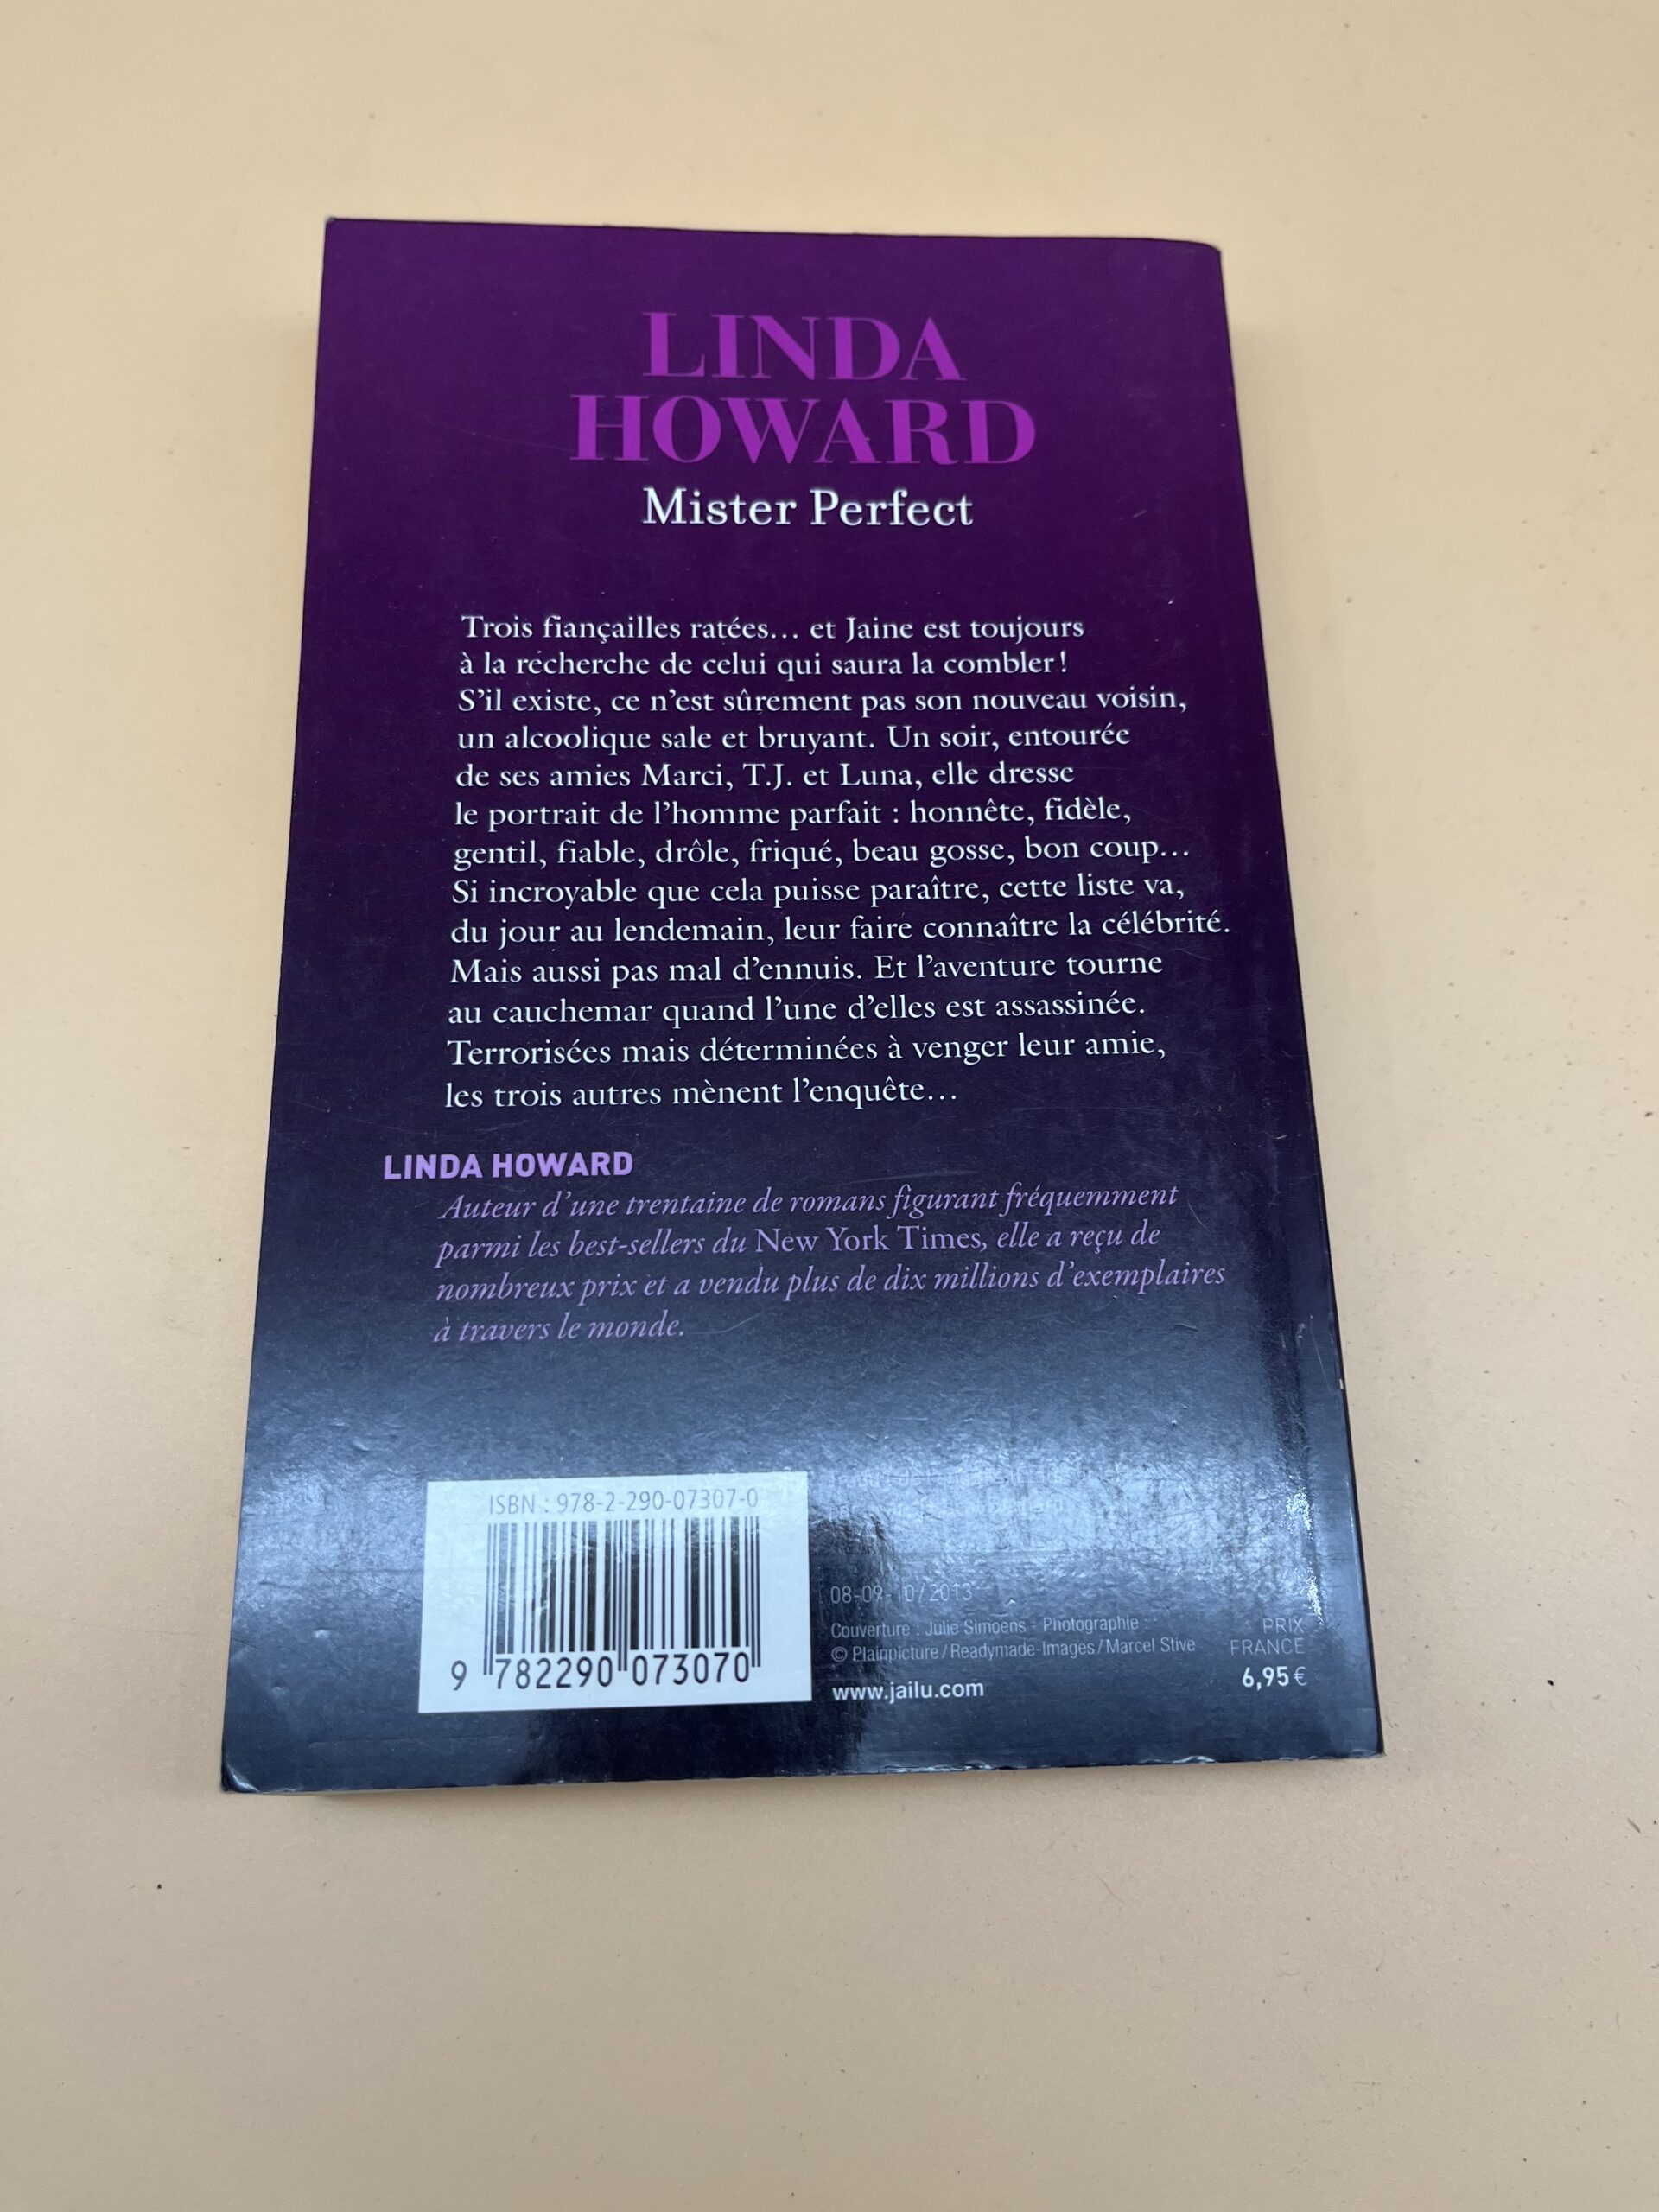 LINDA
HOWARD
Mister Perfect
Trois fiançailles ratées... et Jaine est toujours
à la recherche de celui qui saura la combler !
S'il existe, ce n'est sûrement pas son nouveau voisin,
un alcoolique sale et bruyant. Un soir, entourée
de ses amies Marci, T.J. et Luna, elle dresse
le portrait de l'homme parfait : honnête, fidèle,
gentil, fiable, drôle, friqué, beau gosse, bon coup...
Si incroyable que cela puisse paraître, cette liste va,
du jour au lendemain, leur faire connaître la célébrité.
Mais aussi pas mal d'ennuis. Et l'aventure tourne
au cauchemar quand l'une d'elles est assassinée.
Terrorisées mais déterminées à venger leur amie,
les trois autres mènent l'enquête...
LINDA HOWARD
Auteur d'une trentaine de romans figurant fréquemment
parmi les best-sellers du New York Times, elle a reçu de
nombreux prix et a vendu plus de dix millions d'exemplaires
à travers le monde.
ISBN : 978-2-290-07307-0
9 782290 073070
08-09-10/2013
Couverture : Julie Simoens - Photographie :
© Plainpicture/Readymade-Images/Marcel Stive
www.jailu.com
PRIX
FRANCE
6,95 €